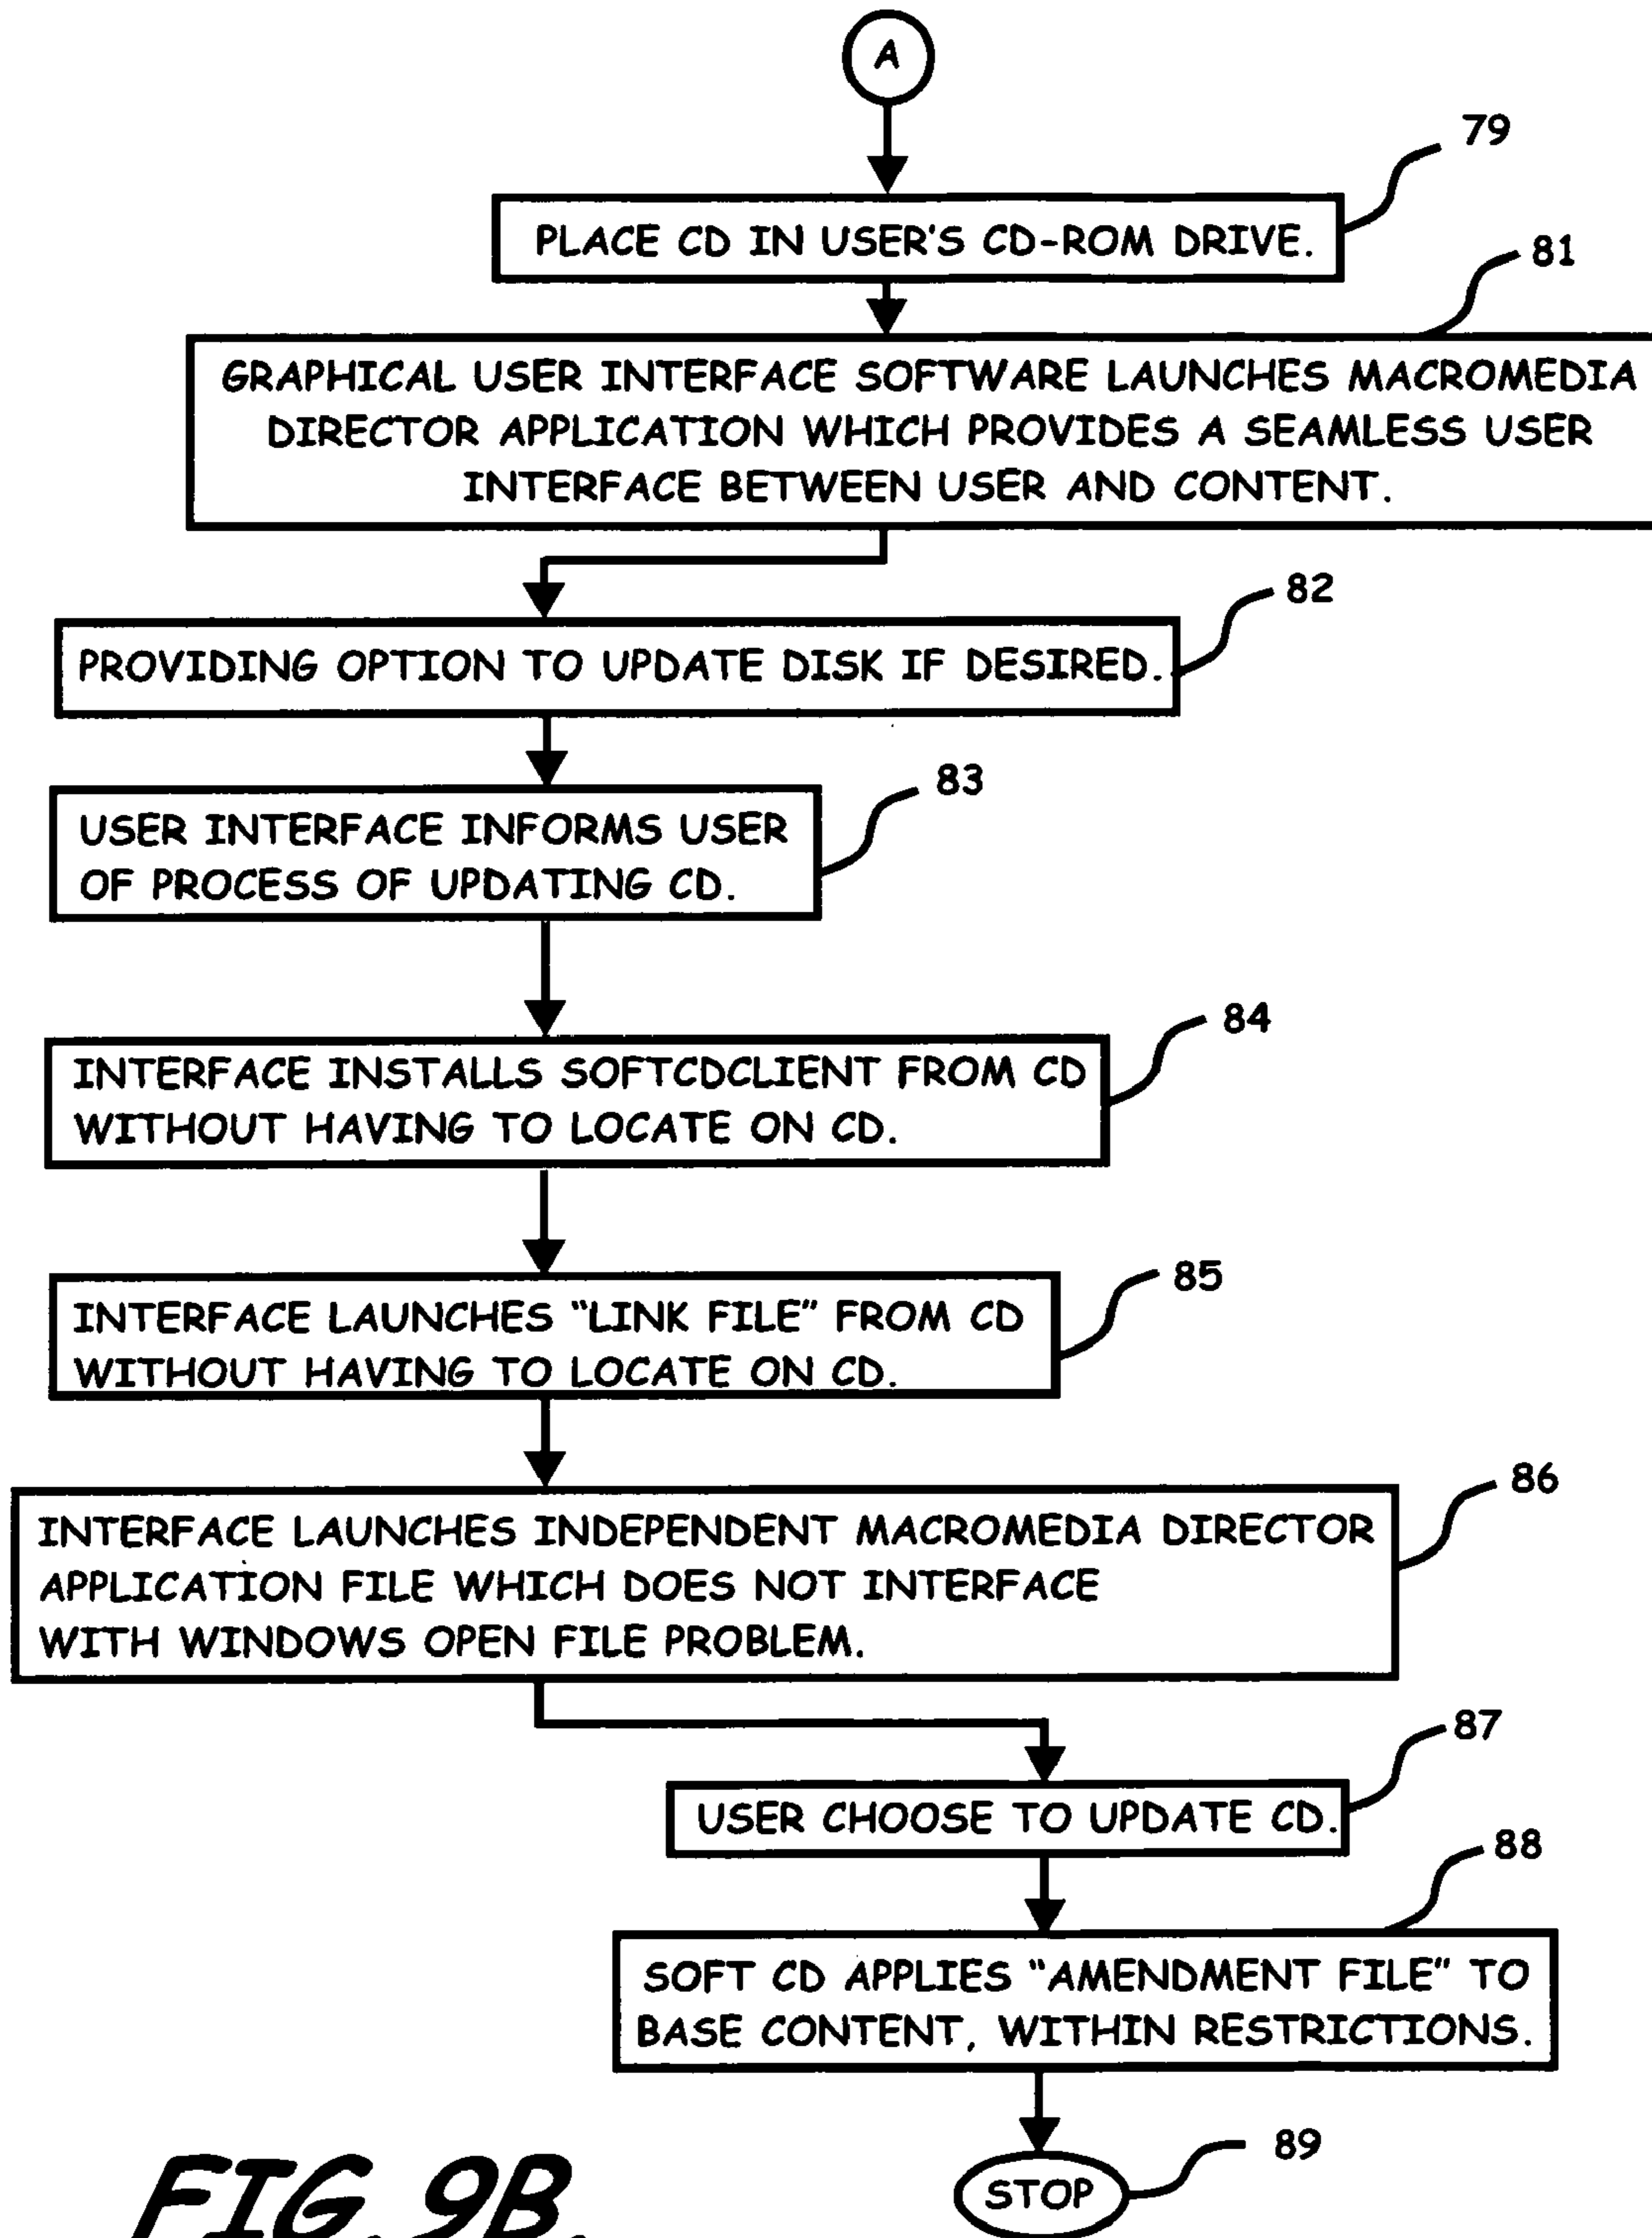 A
79
PLACE CD IN USER'S CD-ROM DRIVE.
81
GRAPHICAL USER INTERFACE SOFTWARE LAUNCHES MACROMEDIA
DIRECTOR APPLICATION WHICH PROVIDES A SEAMLESS USER
INTERFACE BETWEEN USER AND CONTENT.
82
PROVIDING OPTION TO UPDATE DISK IF DESIRED.
83
USER INTERFACE INFORMS USER
OF PROCESS OF UPDATING CD.
84
INTERFACE INSTALLS SOFTCDCLIENT FROM CD
WITHOUT HAVING TO LOCATE ON CD.
85
INTERFACE LAUNCHES “LINK FILE” FROM CD
WITHOUT HAVING TO LOCATE ON CD.
86
INTERFACE LAUNCHES INDEPENDENT MACROMEDIA DIRECTOR
APPLICATION FILE WHICH DOES NOT INTERFACE
WITH WINDOWS OPEN FILE PROBLEM.
87
USER CHOOSE TO UPDATE CD.
88
SOFT CD APPLIES “AMENDMENT FILE” TO
BASE CONTENT, WITHIN RESTRICTIONS.
89
STOP
FIG. 9B.